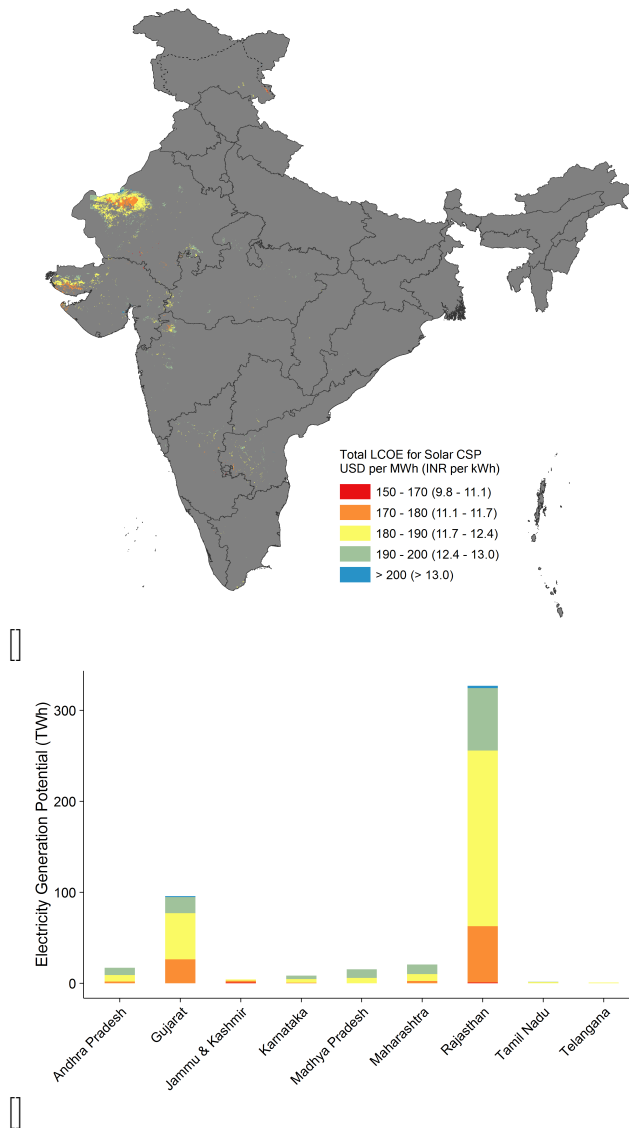 Total LCOE for Solar CSP
USD per MWh (INR per kWh)
150 - 170 (9.8 - 11.1)
170 - 180 (11.1 - 11.7)
180 - 190 (11.7 - 12.4)
190 - 200 (12.4 - 13.0)
> 200 (> 13.0)
[]
Electricity Generation Potential (TWh)
300
200
100
0
Andhra Pradesh
Gujarat
Jammu & Kashmir
Karnataka
Madhya Pradesh
Maharashtra
Rajasthan
Tamil Nadu
Telangana
[]